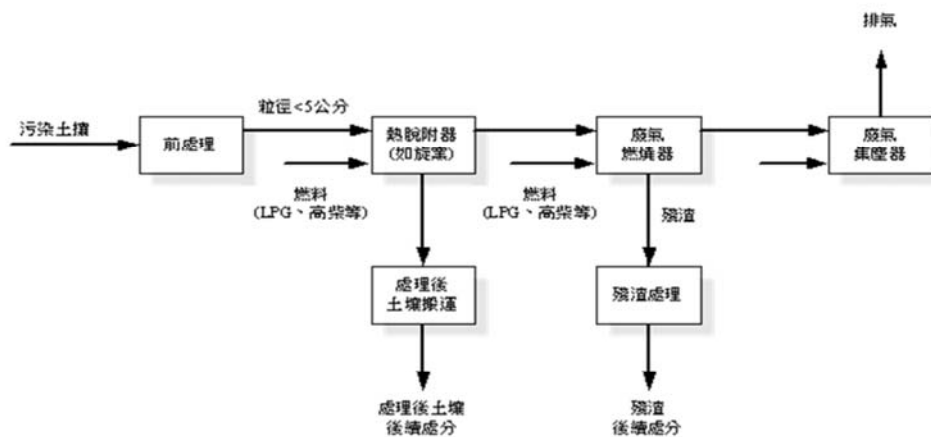 排氣
污染土壤
前處理
粒徑<5公分
熱脫附器
(如旋窯)
廢氣
燃燒器
廢氣
集塵器
燃料
(LPG、高柴等)
燃料
(LPG、高柴等)
殘渣
處理後
土壤搬運
殘渣處理
處理後土壤
後續處分
殘渣
後續處分